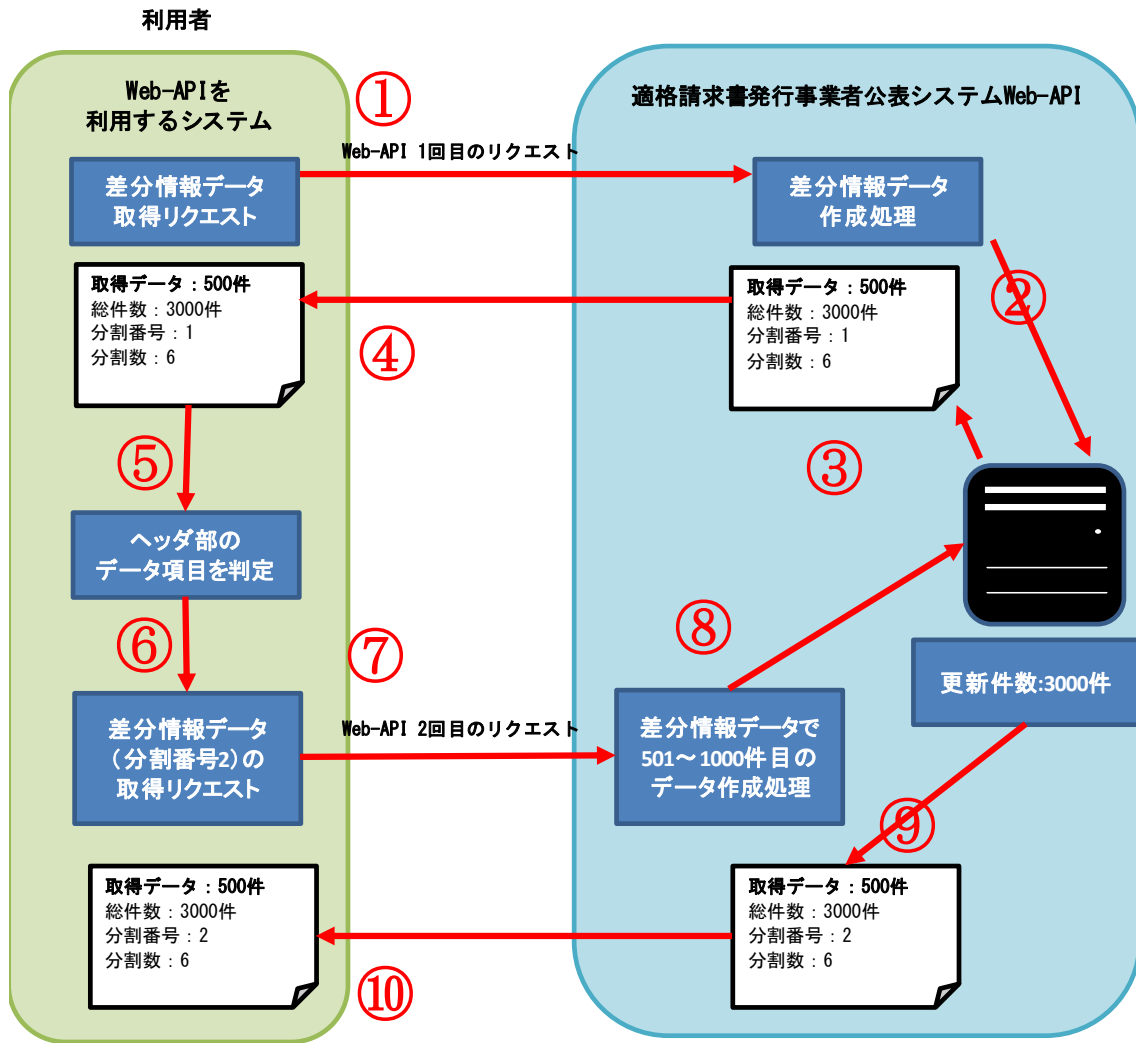 利用者
Web-APIを
利用するシステム
①
適格請求書発行事業者公表システムWeb-API
Web-API 1回目のリクエスト
差分情報データ
取得リクエスト
差分情報データ
作成処理
②
取得データ：500件
総件数：3000件
分割番号：1
分割数：6
④
取得データ：500件
総件数：3000件
分割番号：1
分割数：6
③
⑤
ヘッダ部の
データ項目を判定
⑥
⑦
⑧
更新件数:3000件
差分情報データ
（分割番号2）の
取得リクエスト
Web-API 2回目のリクエスト
差分情報データで
501～1000件目の
データ作成処理
⑨
取得データ：500件
総件数：3000件
分割番号：2
分割数：6
⑩
取得データ：500件
総件数：3000件
分割番号：2
分割数：6